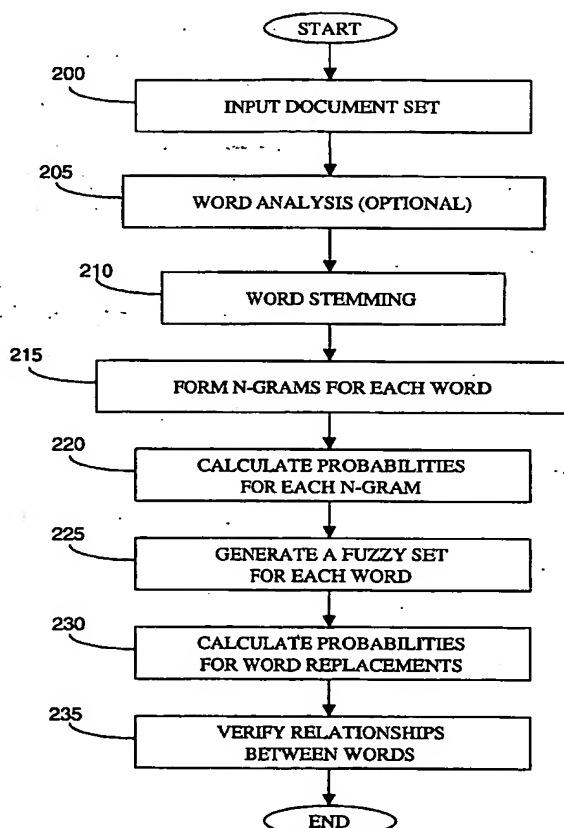 START
200
INPUT DOCUMENT SET
205
WORD ANALYSIS (OPTIONAL)
210
WORD STEMMING
215
FORM N-GRAMS FOR EACH WORD
220
CALCULATE PROBABILITIES
FOR EACH N-GRAM
225
GENERATE A FUZZY SET
FOR EACH WORD
230
CALCULATE PROBABILITIES
FOR WORD REPLACEMENTS
235
VERIFY RELATIONSHIPS
BETWEEN WORDS
END